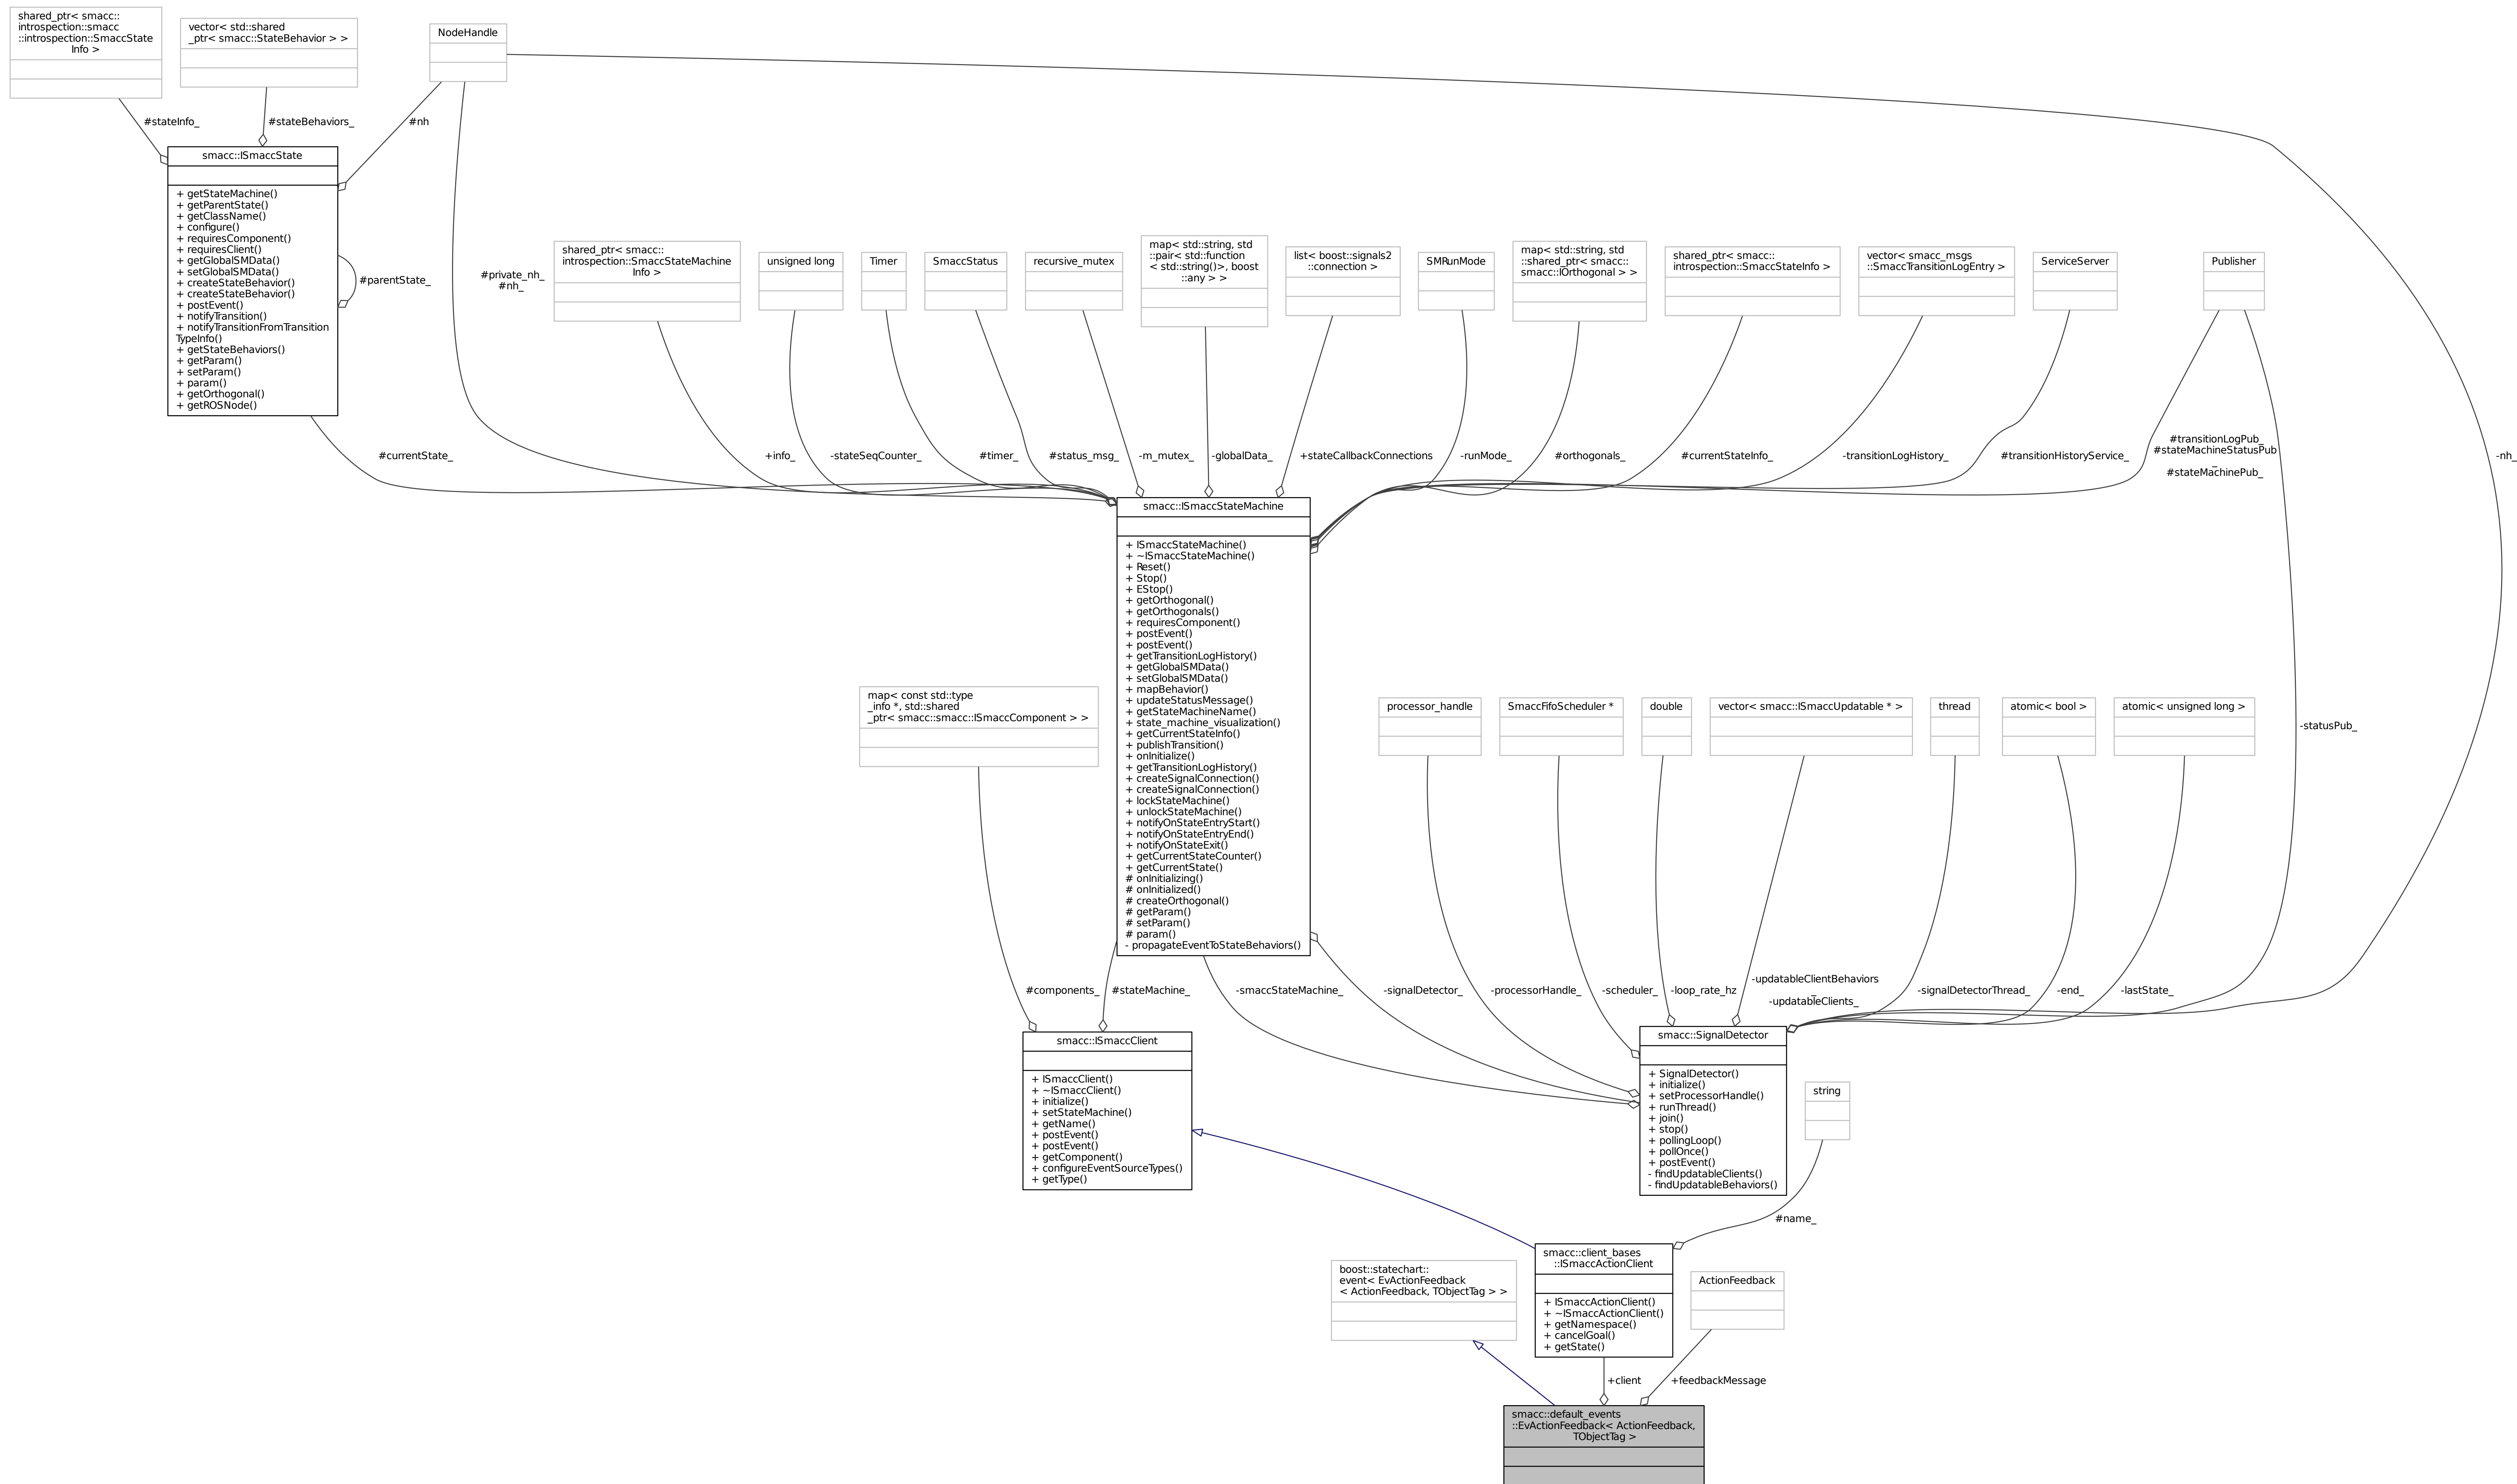 shared_ptr< smacc::
introspection::smacc
::introspection::SmaccState
Info >
vector< std::shared
_ptr< smacc::StateBehavior > >
NodeHandle
#stateInfo_
#stateBehaviors_
#nh
smacc::ISmaccState
+ getStateMachine()
+ getParentState()
+ getClassName()
+ configure()
+ requiresComponent()
+ requiresClient()
+ getGlobalSMData()
+ setGlobalSMData()
+ createStateBehavior()
+ createStateBehavior()
+ postEvent()
+ notifyTransition()
+ notifyTransitionFromTransition
TypeInfo()
+ getStateBehaviors()
+ getParam()
+ setParam()
+ param()
+ getOrthogonal()
+ getROSNode()
#parentState_
#private_nh_
#nh_
shared_ptr< smacc::
introspection::SmaccStateMachine
Info >
unsigned long
Timer
SmaccStatus
recursive_mutex
map< std::string, std
::pair< std::function
< std::string()>, boost
::any > >
list< boost::signals2
::connection >
SMRunMode
map< std::string, std
::shared_ptr< smacc::
smacc::IOrthogonal > >
shared_ptr< smacc::
introspection::SmaccStateInfo >
vector< smacc_msgs
::SmaccTransitionLogEntry >
ServiceServer
Publisher
#currentState_
+info_
-stateSeqCounter_
#timer_
#status_msg_
-m_mutex_
-globalData_
+stateCallbackConnections
-runMode_
#orthogonals_
#currentStateInfo_
-transitionLogHistory_
#transitionHistoryService_
#transitionLogPub_
#stateMachineStatusPub
_
#stateMachinePub_
-nh_
smacc::ISmaccStateMachine
+ ISmaccStateMachine()
+ ~ISmaccStateMachine()
+ Reset()
+ Stop()
+ EStop()
+ getOrthogonal()
+ getOrthogonals()
+ requiresComponent()
+ postEvent()
+ postEvent()
+ getTransitionLogHistory()
+ getGlobalSMData()
+ setGlobalSMData()
+ mapBehavior()
+ updateStatusMessage()
+ getStateMachineName()
+ state_machine_visualization()
+ getCurrentStateInfo()
+ publishTransition()
+ onInitialize()
+ getTransitionLogHistory()
+ createSignalConnection()
+ createSignalConnection()
+ lockStateMachine()
+ unlockStateMachine()
+ notifyOnStateEntryStart()
+ notifyOnStateEntryEnd()
+ notifyOnStateExit()
+ getCurrentStateCounter()
+ getCurrentState()
# onInitializing()
# onInitialized()
# createOrthogonal()
# getParam()
# setParam()
# param()
- propagateEventToStateBehaviors()
map< const std::type
_info *, std::shared
_ptr< smacc::smacc::ISmaccComponent > >
processor_handle
SmaccFifoScheduler *
double
vector< smacc::ISmaccUpdatable * >
thread
atomic< bool >
atomic< unsigned long >
-statusPub_
#components_
#stateMachine_
-smaccStateMachine_
-signalDetector_
-processorHandle_
-scheduler_
-loop_rate_hz
-updatableClientBehaviors
_
-updatableClients_
-signalDetectorThread_
-end_
-lastState_
smacc::ISmaccClient
+ ISmaccClient()
+ ~ISmaccClient()
+ initialize()
+ setStateMachine()
+ getName()
+ postEvent()
+ postEvent()
+ getComponent()
+ configureEventSourceTypes()
+ getType()
smacc::SignalDetector
+ SignalDetector()
+ initialize()
+ setProcessorHandle()
+ runThread()
+ join()
+ stop()
+ pollingLoop()
+ pollOnce()
+ postEvent()
- findUpdatableClients()
- findUpdatableBehaviors()
string
#name_
boost::statechart::
event< EvActionFeedback
< ActionFeedback, TObjectTag > >
smacc::client_bases
::ISmaccActionClient
+ ISmaccActionClient()
+ ~ISmaccActionClient()
+ getNamespace()
+ cancelGoal()
+ getState()
ActionFeedback
+client
+feedbackMessage
smacc::default_events
::EvActionFeedback< ActionFeedback,
TObjectTag >